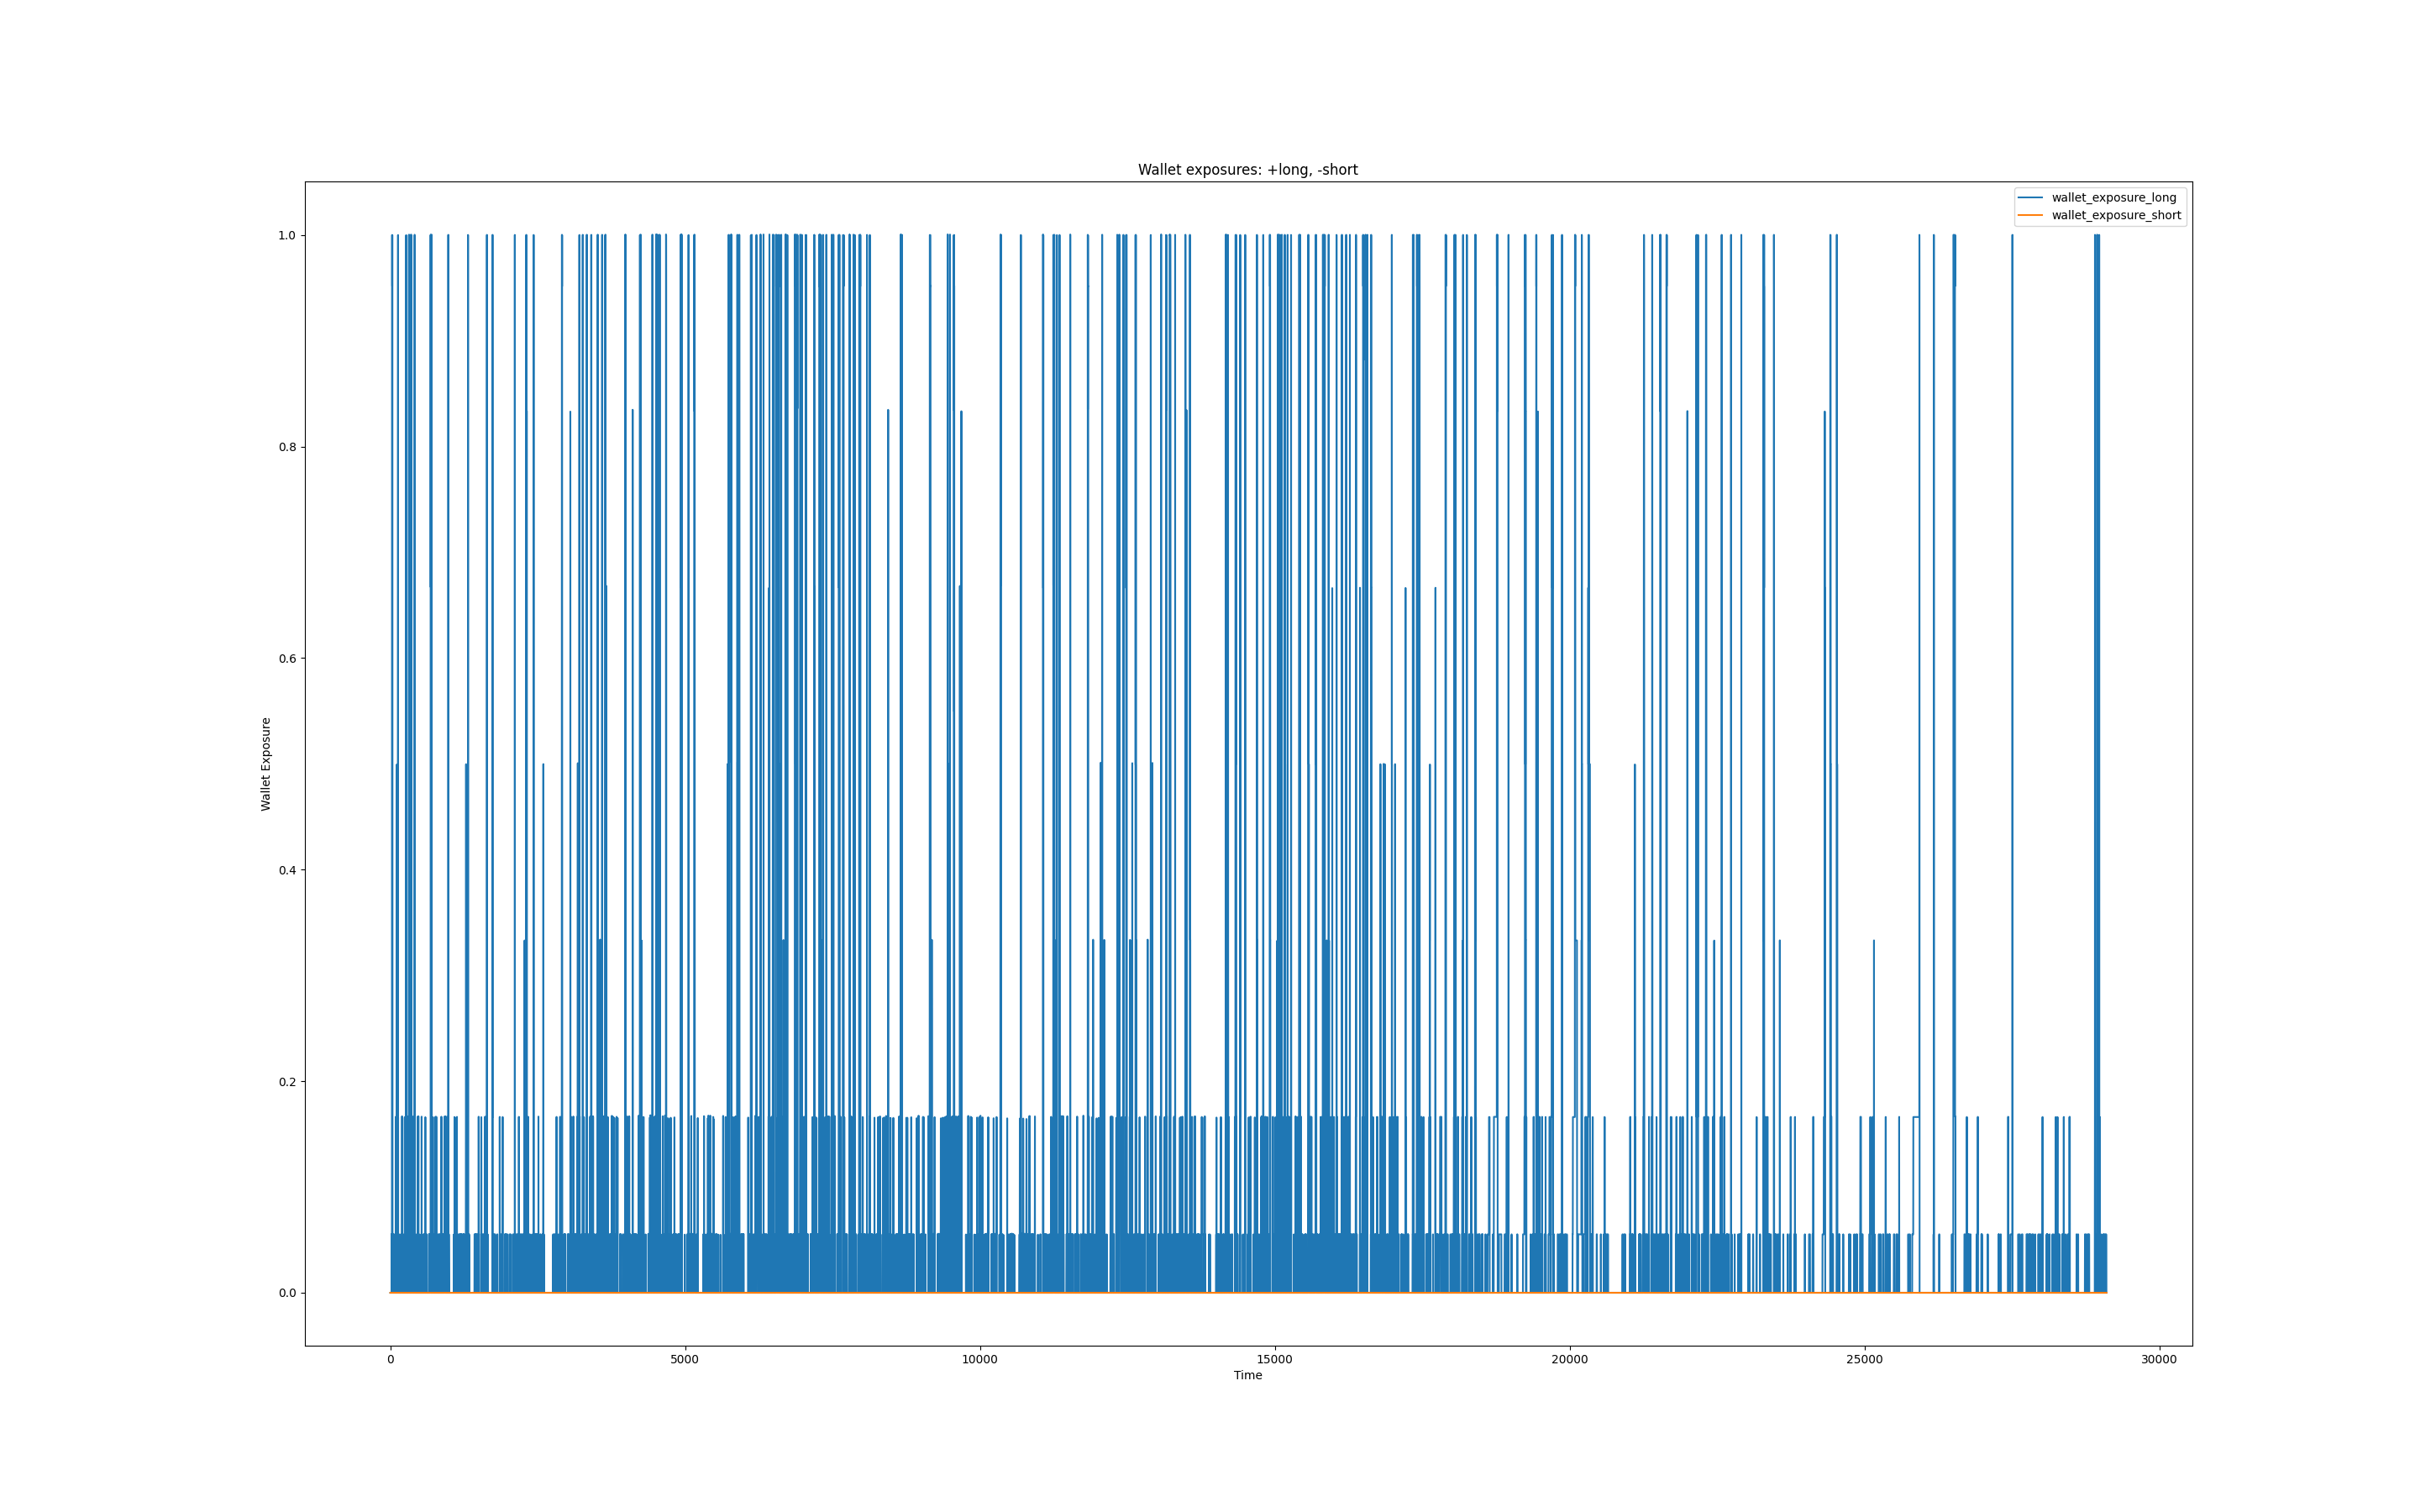 Wallet exposures: +long, -short
wallet_exposure_long
wallet_exposure_short
1.0
0.8
0.6
0.4
0.2
0.0
Wallet Exposure
0 5000 10000 15000 20000 25000 30000
Time